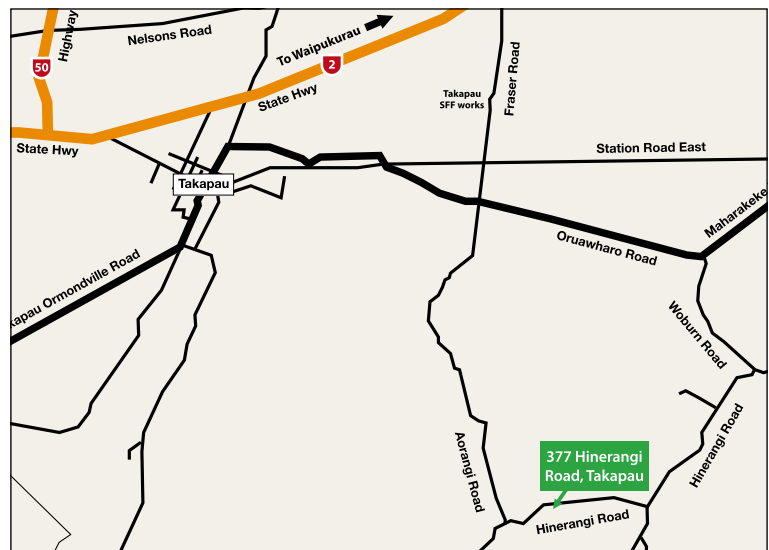 Highway
50
Nelsons Road
To Waipukurau
2
State Hwy
Fraser Road
Takapau
SFF works
State Hwy
Station Road East
Takapau
Maharakeke
Oruawharo Road
kapau Ormondville Road
Woburn Road
Hinerangi Road
Aorangi Road
377 Hinerangi
Road, Takapau
Hinerangi Road